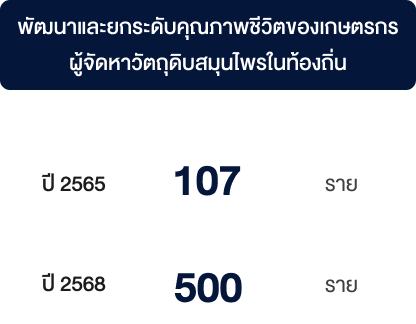 พัฒนาและยกระดับคุณภาพชีวิตของเกษตรกร
ผู้จัดหาวัตถุดิบสมุนไพรในท้องถิ่น
ปี 2565 107 ราย
ปี 2568 500 ราย